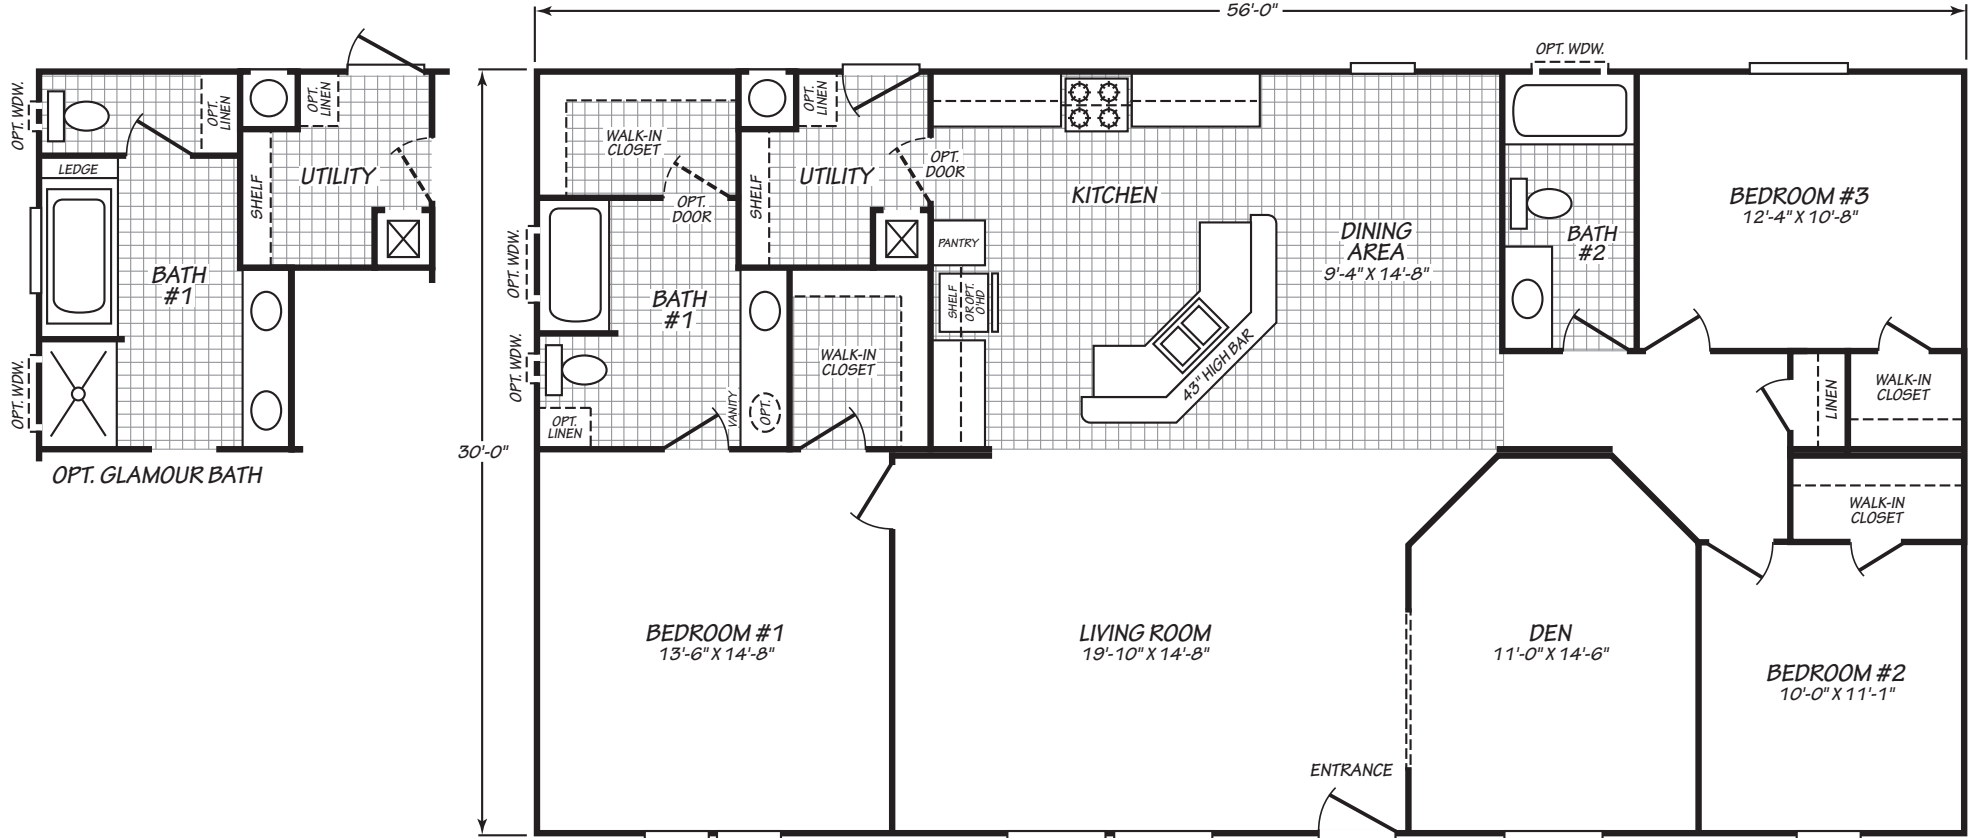 56'-0"
OPT. WDW.
OPT. WDW.
OPT.
LINEN
OPT.
LINEN
LEDGE
SHELF
UTILITY
BATH
#1
OPT. WDW.
OPT. GLAMOUR BATH
30'-0"
WALK-IN
CLOSET
OPT.
LINEN
UTILITY
SHELF
OPT.
DOOR
OPT.
DOOR
OPT. WDW.
OPT. WDW.
BATH
#1
OPT.
LINEN
VANITY
OPT.
WALK-IN
CLOSET
PANTRY
SHELF
OR OPT.
O'HD
KITCHEN
43" HIGH BAR
DINING
AREA
9'-4" X 14'-8"
BATH
#2
BEDROOM #3
12'-4" X 10'-8"
LINEN
WALK-IN
CLOSET
WALK-IN
CLOSET
BEDROOM #1
13'-6" X 14'-8"
LIVING ROOM
19'-10" X 14'-8"
DEN
11'-0" X 14'-6"
BEDROOM #2
10'-0" X 11'-1"
ENTRANCE